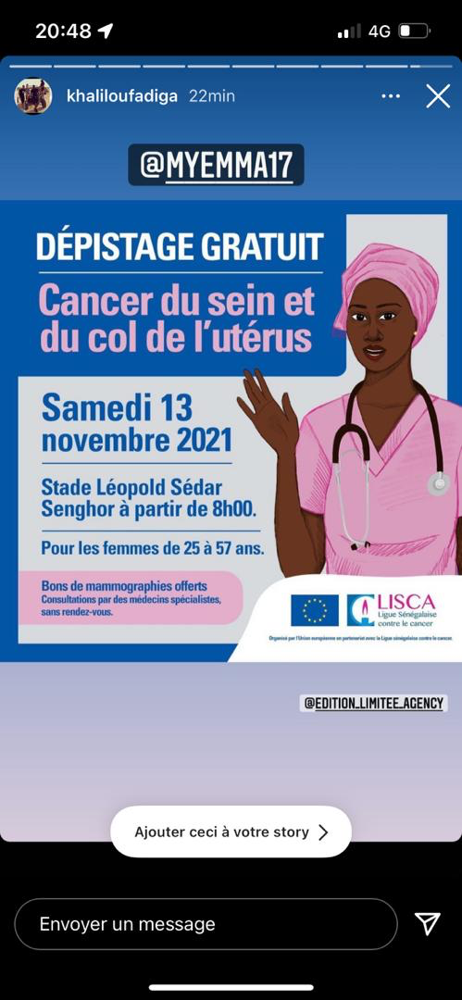 20:48
4G
khaliloufadiga 22min
@MYEMMA17
DÉPISTAGE GRATUIT
Cancer du sein et
du col de l'utérus
Samedi 13
novembre 2021
Stade Léopold Sédar
Senghor à partir de 8h00.
Pour les femmes de 25 à 57 ans.
Bons de mammographies offerts
Consultations par des médecins spécialistes,
sans rendez-vous.
LISCA
Ligue Sénégalaise
contre le cancer
Organisé par l'Union européenne en partenariat avec la Ligue sénégalaise contre le cancer.
@EDITION_LIMITEE_AGENCY
Ajouter ceci à votre story
Envoyer un message